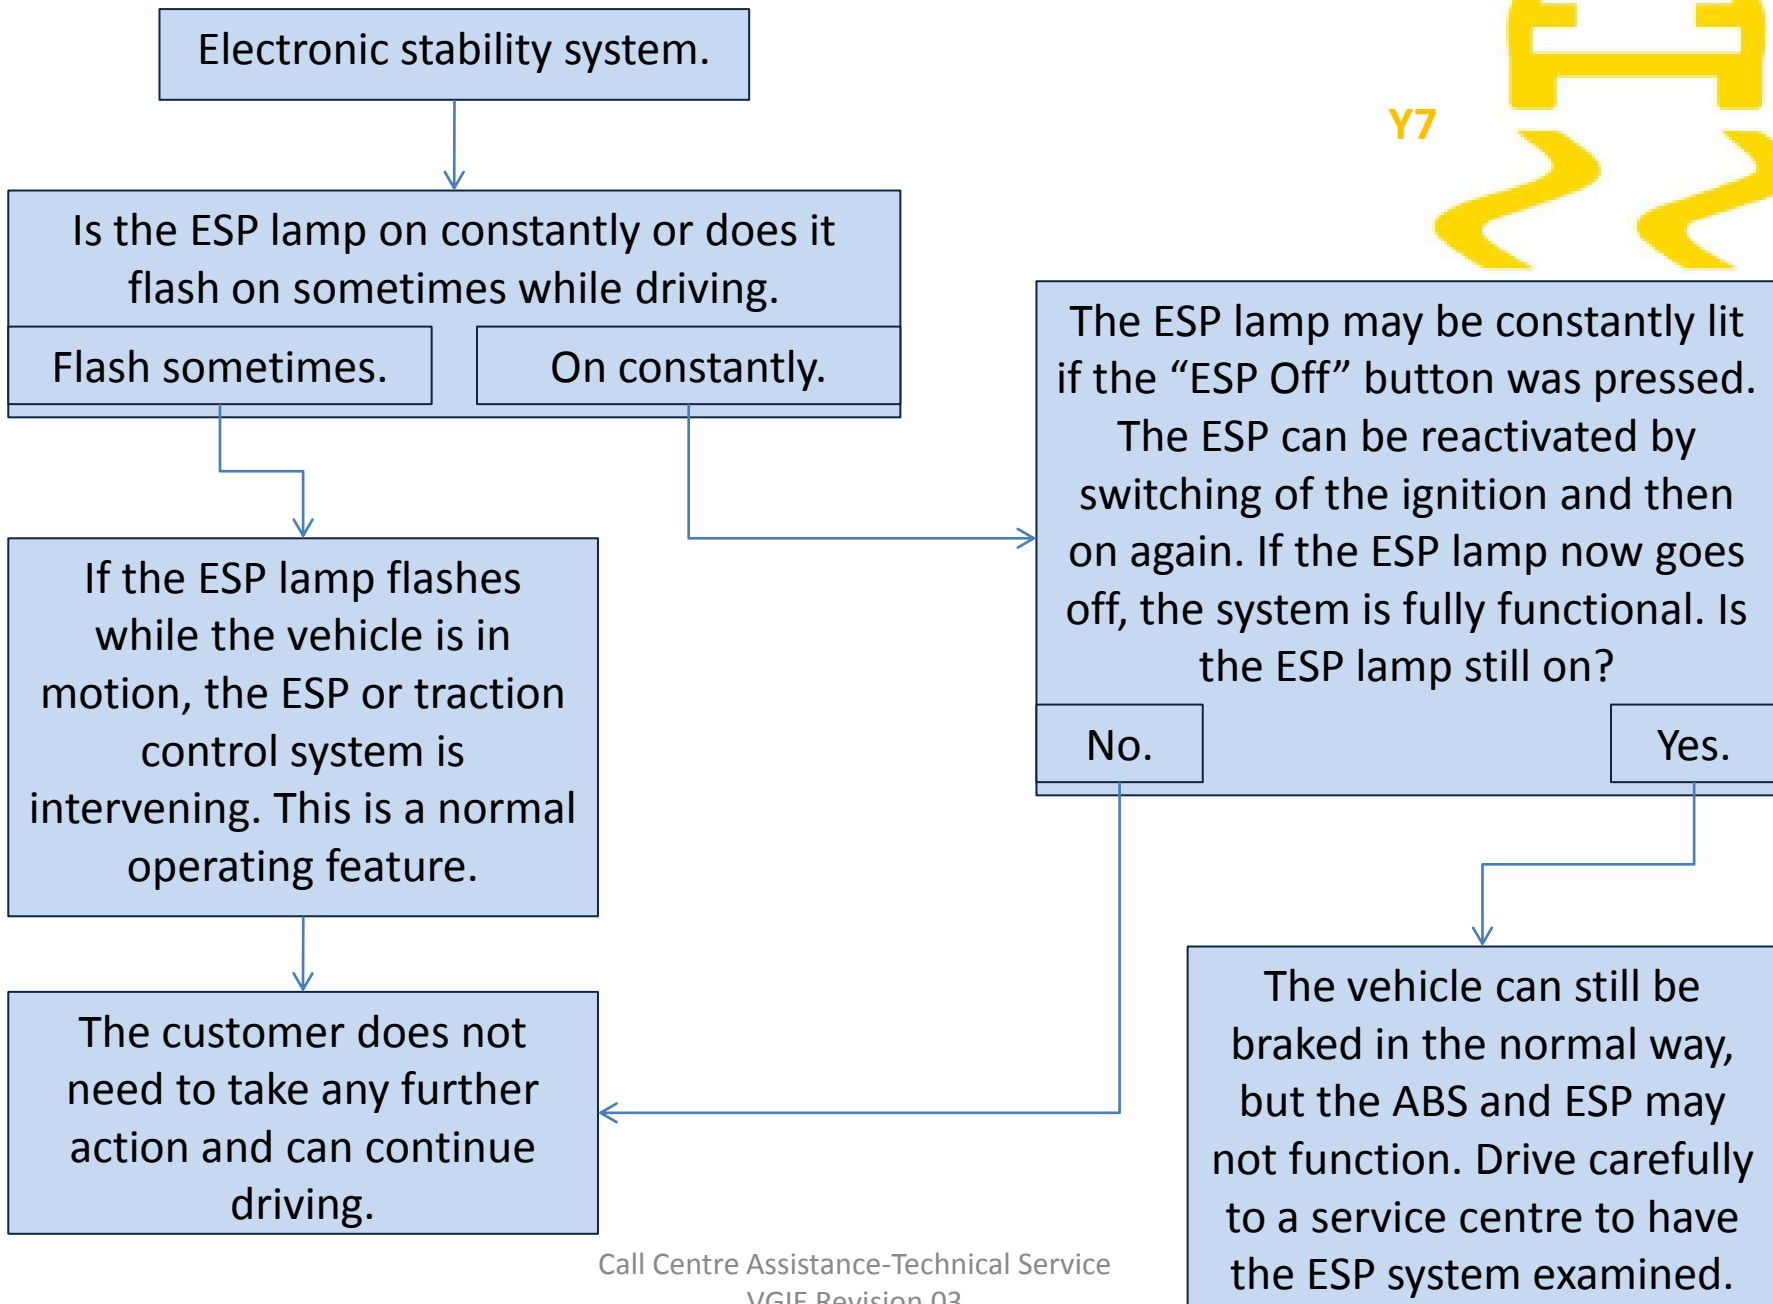 Electronic stability system.
Y7
Is the ESP lamp on constantly or does it
flash on sometimes while driving.
Flash sometimes.
On constantly.
The ESP lamp may be constantly lit
if the “ESP Off” button was pressed.
The ESP can be reactivated by
switching of the ignition and then
on again. If the ESP lamp now goes
off, the system is fully functional. Is
the ESP lamp still on?
No.
Yes.
If the ESP lamp flashes
while the vehicle is in
motion, the ESP or traction
control system is
intervening. This is a normal
operating feature.
The customer does not
need to take any further
action and can continue
driving.
The vehicle can still be
braked in the normal way,
but the ABS and ESP may
not function. Drive carefully
to a service centre to have
the ESP system examined.
Call Centre Assistance-Technical Service
VGIF Revision 03